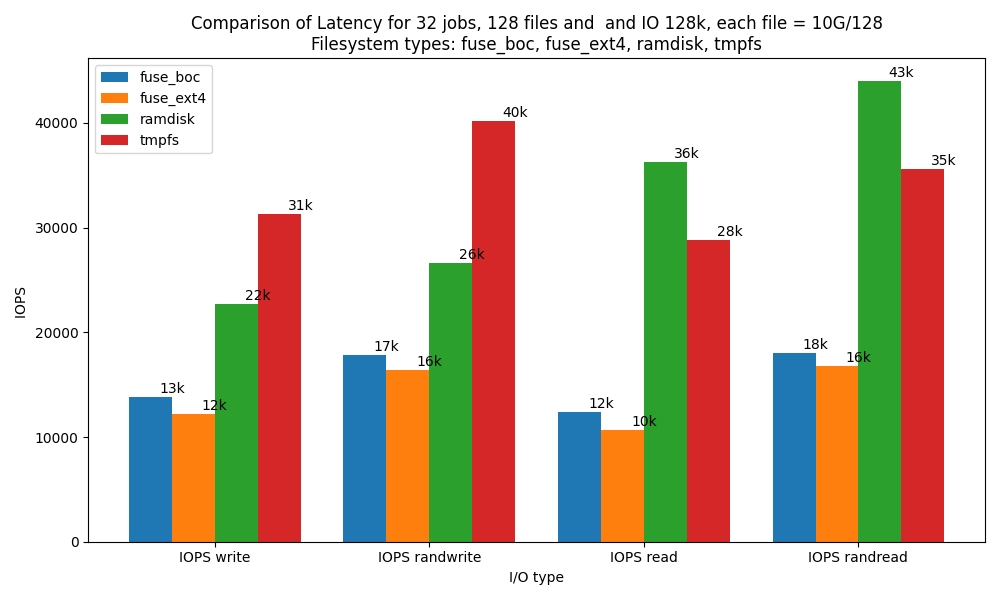 Comparison of Latency for 32 jobs, 128 files and  and IO 128k, each file = 10G/128
Filesystem types: fuse_boc, fuse_ext4, ramdisk, tmpfs
fuse_boc
fuse_ext4
ramdisk
tmpfs
IOPS
40000
30000
20000
10000
0
13k
12k
22k
31k
17k
16k
26k
40k
12k
10k
36k
28k
18k
16k
43k
35k
IOPS write
IOPS randwrite
IOPS read
IOPS randread
I/O type